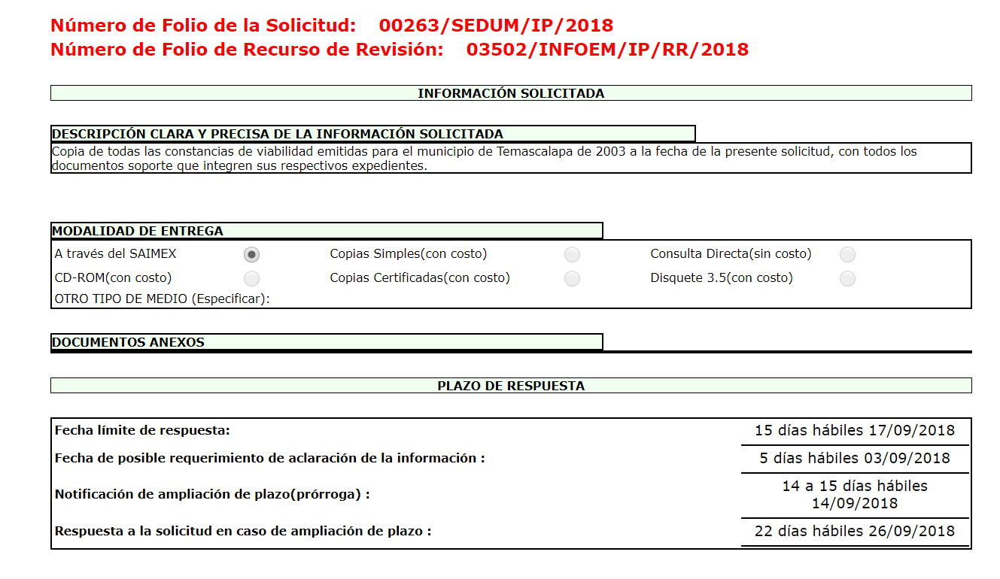 Número de Folio de la Solicitud: 00263/SEDUM/IP/2018
Número de Folio de Recurso de Revisión: 03502/INFOEM/IP/RR/2018
INFORMACIÓN SOLICITADA
DESCRIPCIÓN CLARA Y PRECISA DE LA INFORMACIÓN SOLICITADA
Copia de todas las constancias de viabilidad emitidas para el municipio de Temascalapa de 2003 a la fecha de la presente solicitud, con todos los
documentos soporte que integren sus respectivos expedientes.
MODALIDAD DE ENTREGA
A través del SAIMEX Copias Simples(con costo) Consulta Directa(sin costo)
CD-ROM(con costo) Copias Certificadas(con costo) Disquete 3.5(con costo)
OTRO TIPO DE MEDIO (Especificar):
DOCUMENTOS ANEXOS
PLAZO DE RESPUESTA
Fecha límite de respuesta: 15 días hábiles 17/09/2018
Fecha de posible requerimiento de aclaración de la información : 5 días hábiles 03/09/2018
Notificación de ampliación de plazo(prórroga) : 14 a 15 días hábiles
14/09/2018
Respuesta a la solicitud en caso de ampliación de plazo : 22 días hábiles 26/09/2018